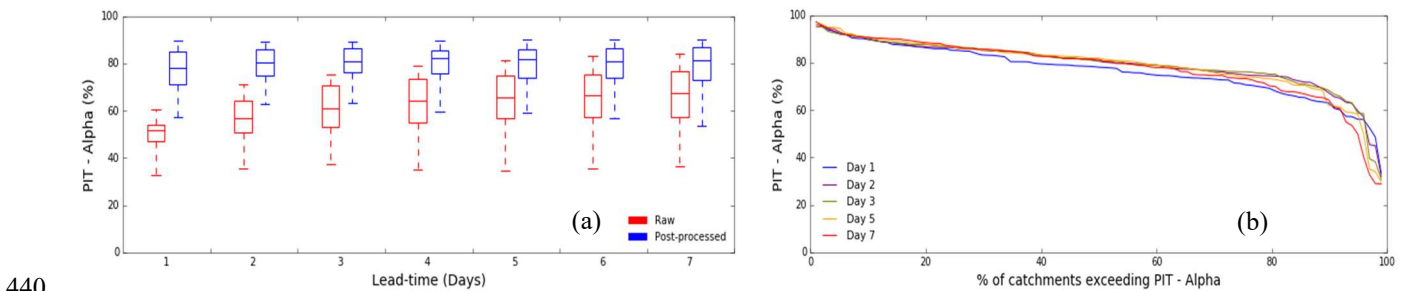 100
80
60
40
20
0
PIT - Alpha (%)
1 2 3 4 5 6 7
Lead-time (Days)
(a)
Raw
Post-processed
100
80
60
40
20
0
PIT - Alpha (%)
Day 1
Day 2
Day 3
Day 5
Day 7
(b)
0 20 40 60 80 100
% of catchments exceeding PIT - Alpha
440